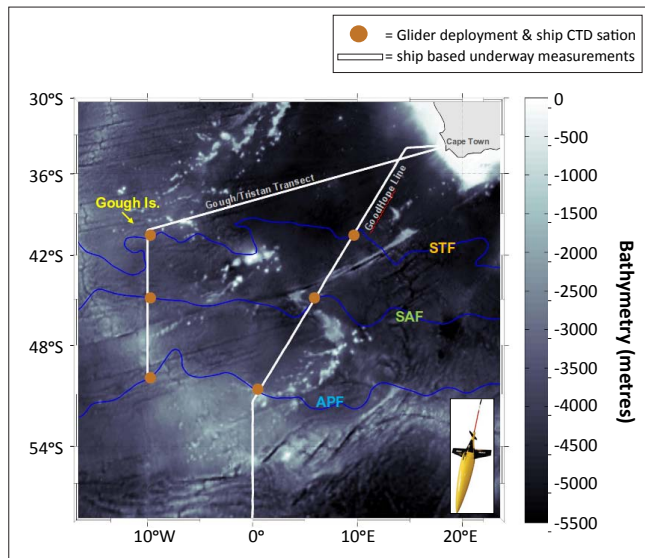 = Glider deployment & ship CTD sation
= ship based underway measurements
30°S
36°S
42°S
48°S
54°S
10°W
0°
10°E
20°E
Cape Town
Gough/Tristan Transect
GoodHope Line
Gough Is.
STF
SAF
APF
0
-500
-1000
-1500
-2000
-2500
-3000
-3500
-4000
-4500
-5000
-5500
Bathymetry (metres)